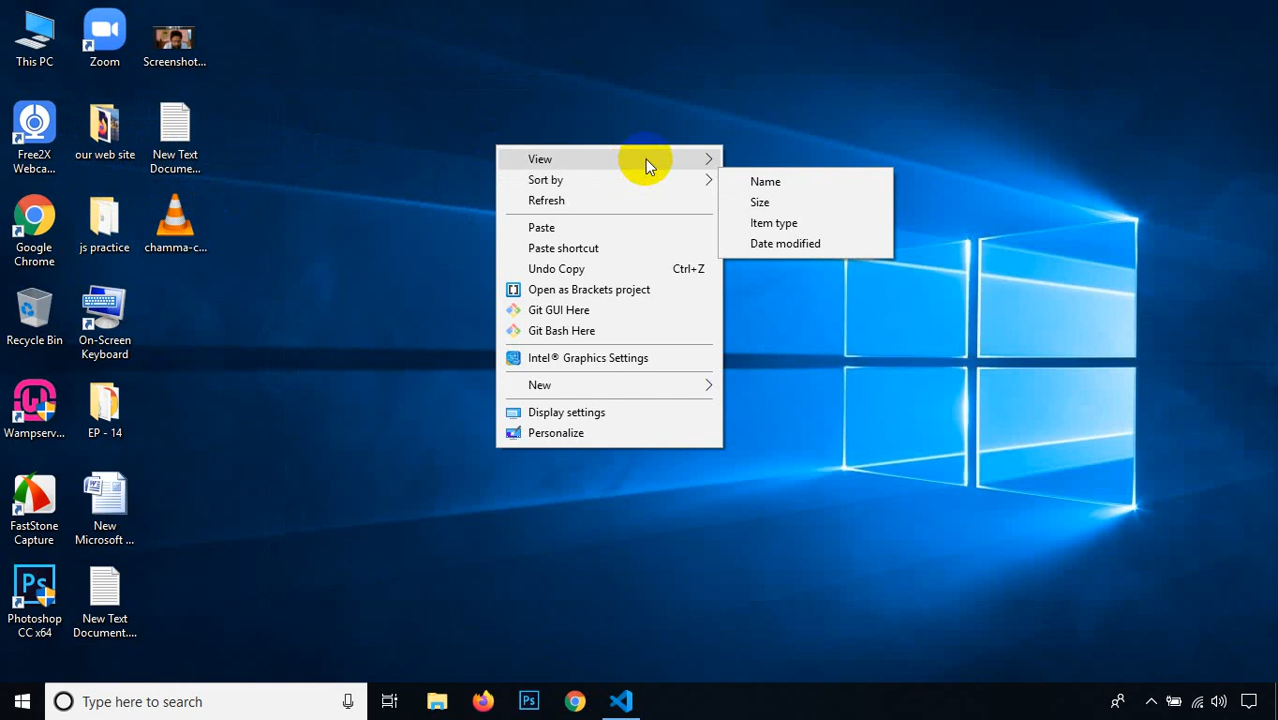 This PC
Zoom
Screenshot...
Free2X
Webca...
our web site
New Text
Docume...
Google
Chrome
js practice
chamma-c...
Recycle Bin
On-Screen
Keyboard
Wampserv...
EP - 14
FastStone
Capture
New
Microsoft ...
Ps
Photoshop
CC x64
New Text
Document....
View
Sort by
Refresh
Paste
Paste shortcut
Undo Copy Ctrl+Z
Open as Brackets project
Git GUI Here
Git Bash Here
Intel® Graphics Settings
New
Display settings
Personalize
Name
Size
Item type
Date modified
Type here to search
Ps